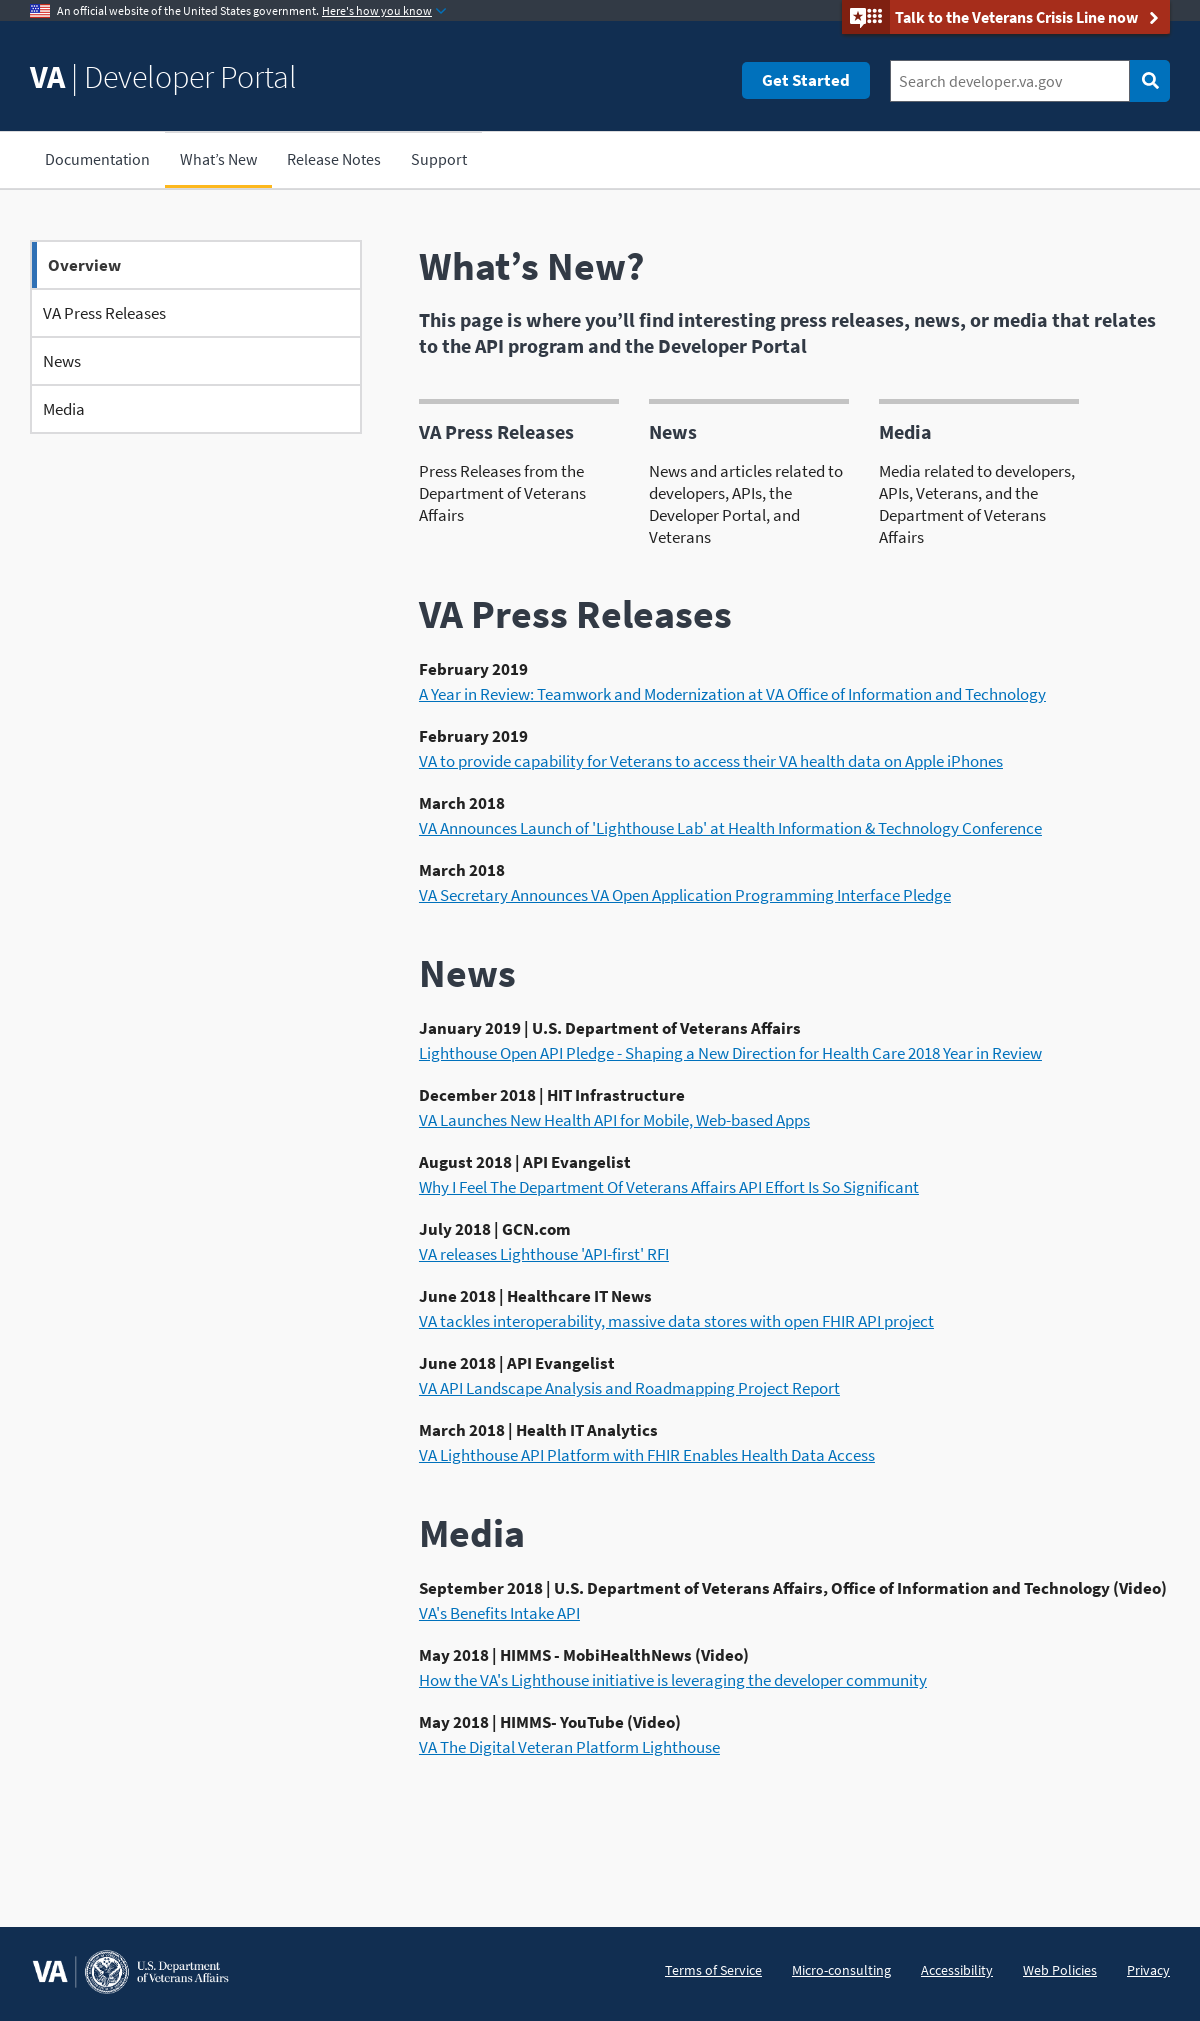 An official website of the United States government. Here's how you know
Talk to the Veterans Crisis Line now
VA | Developer Portal
Get Started
Search developer.va.gov
Documentation
What’s New
Release Notes
Support
Overview
VA Press Releases
News
Media
What’s New?
This page is where you’ll find interesting press releases, news, or media that relates
to the API program and the Developer Portal
VA Press Releases
Press Releases from the
Department of Veterans
Affairs
News
News and articles related to
developers, APIs, the
Developer Portal, and
Veterans
Media
Media related to developers,
APIs, Veterans, and the
Department of Veterans
Affairs
VA Press Releases
February 2019
A Year in Review: Teamwork and Modernization at VA Office of Information and Technology
February 2019
VA to provide capability for Veterans to access their VA health data on Apple iPhones
March 2018
VA Announces Launch of 'Lighthouse Lab' at Health Information & Technology Conference
March 2018
VA Secretary Announces VA Open Application Programming Interface Pledge
News
January 2019 | U.S. Department of Veterans Affairs
Lighthouse Open API Pledge - Shaping a New Direction for Health Care 2018 Year in Review
December 2018 | HIT Infrastructure
VA Launches New Health API for Mobile, Web-based Apps
August 2018 | API Evangelist
Why I Feel The Department Of Veterans Affairs API Effort Is So Significant
July 2018 | GCN.com
VA releases Lighthouse 'API-first' RFI
June 2018 | Healthcare IT News
VA tackles interoperability, massive data stores with open FHIR API project
June 2018 | API Evangelist
VA API Landscape Analysis and Roadmapping Project Report
March 2018 | Health IT Analytics
VA Lighthouse API Platform with FHIR Enables Health Data Access
Media
September 2018 | U.S. Department of Veterans Affairs, Office of Information and Technology (Video)
VA's Benefits Intake API
May 2018 | HIMMS - MobiHealthNews (Video)
How the VA's Lighthouse initiative is leveraging the developer community
May 2018 | HIMMS- YouTube (Video)
VA The Digital Veteran Platform Lighthouse
VA
U.S. Department
of Veterans Affairs
Terms of Service
Micro-consulting
Accessibility
Web Policies
Privacy